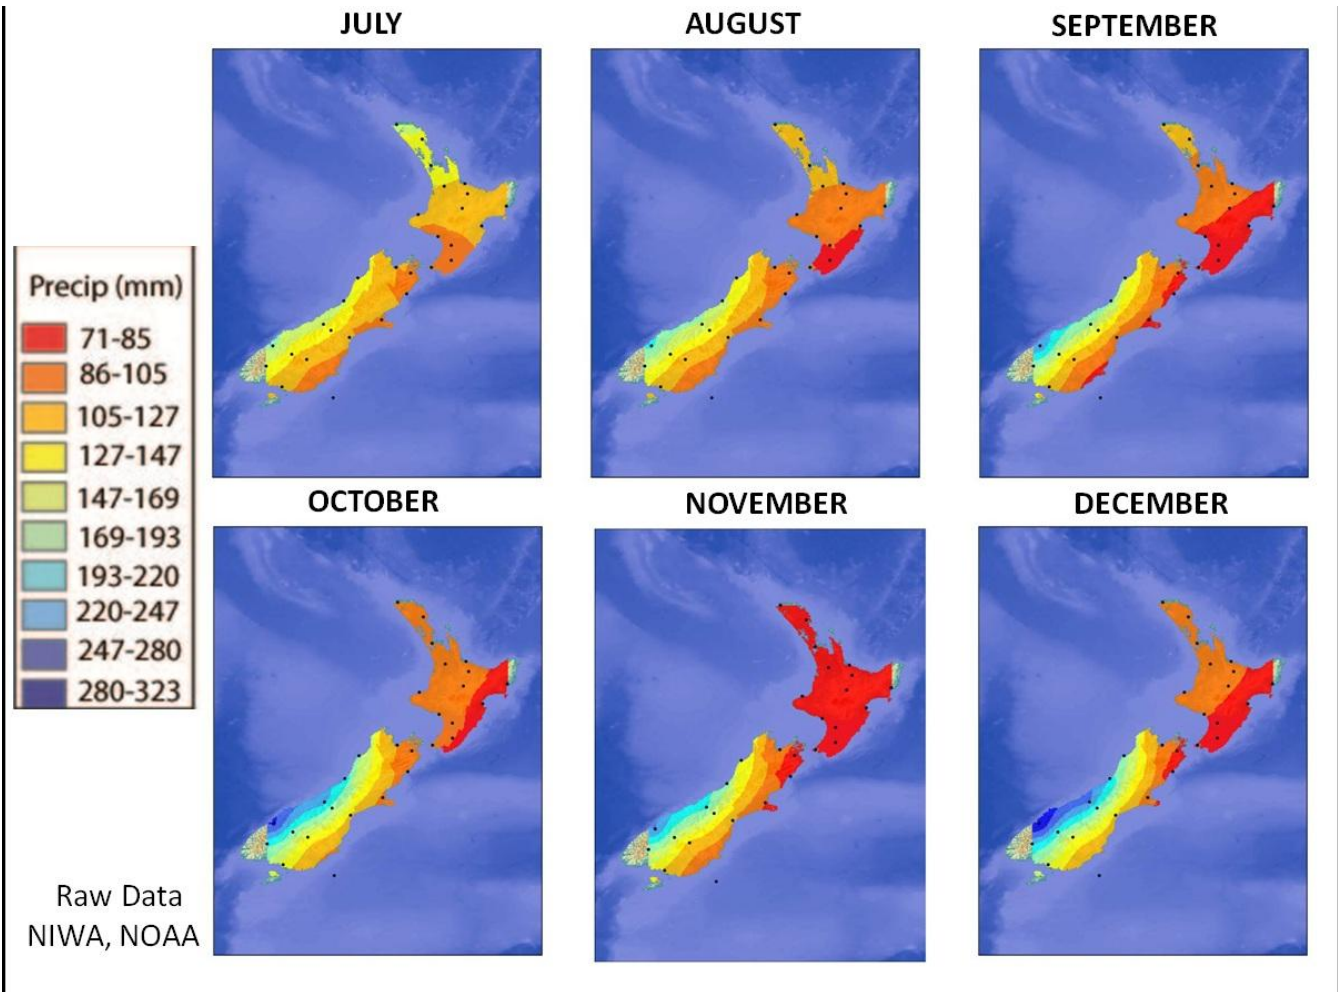 JULY
AUGUST
SEPTEMBER
Precip (mm)
71-85
86-105
105-127
127-147
147-169
169-193
193-220
220-247
247-280
280-323
OCTOBER
NOVEMBER
DECEMBER
Raw Data
NIWA, NOAA